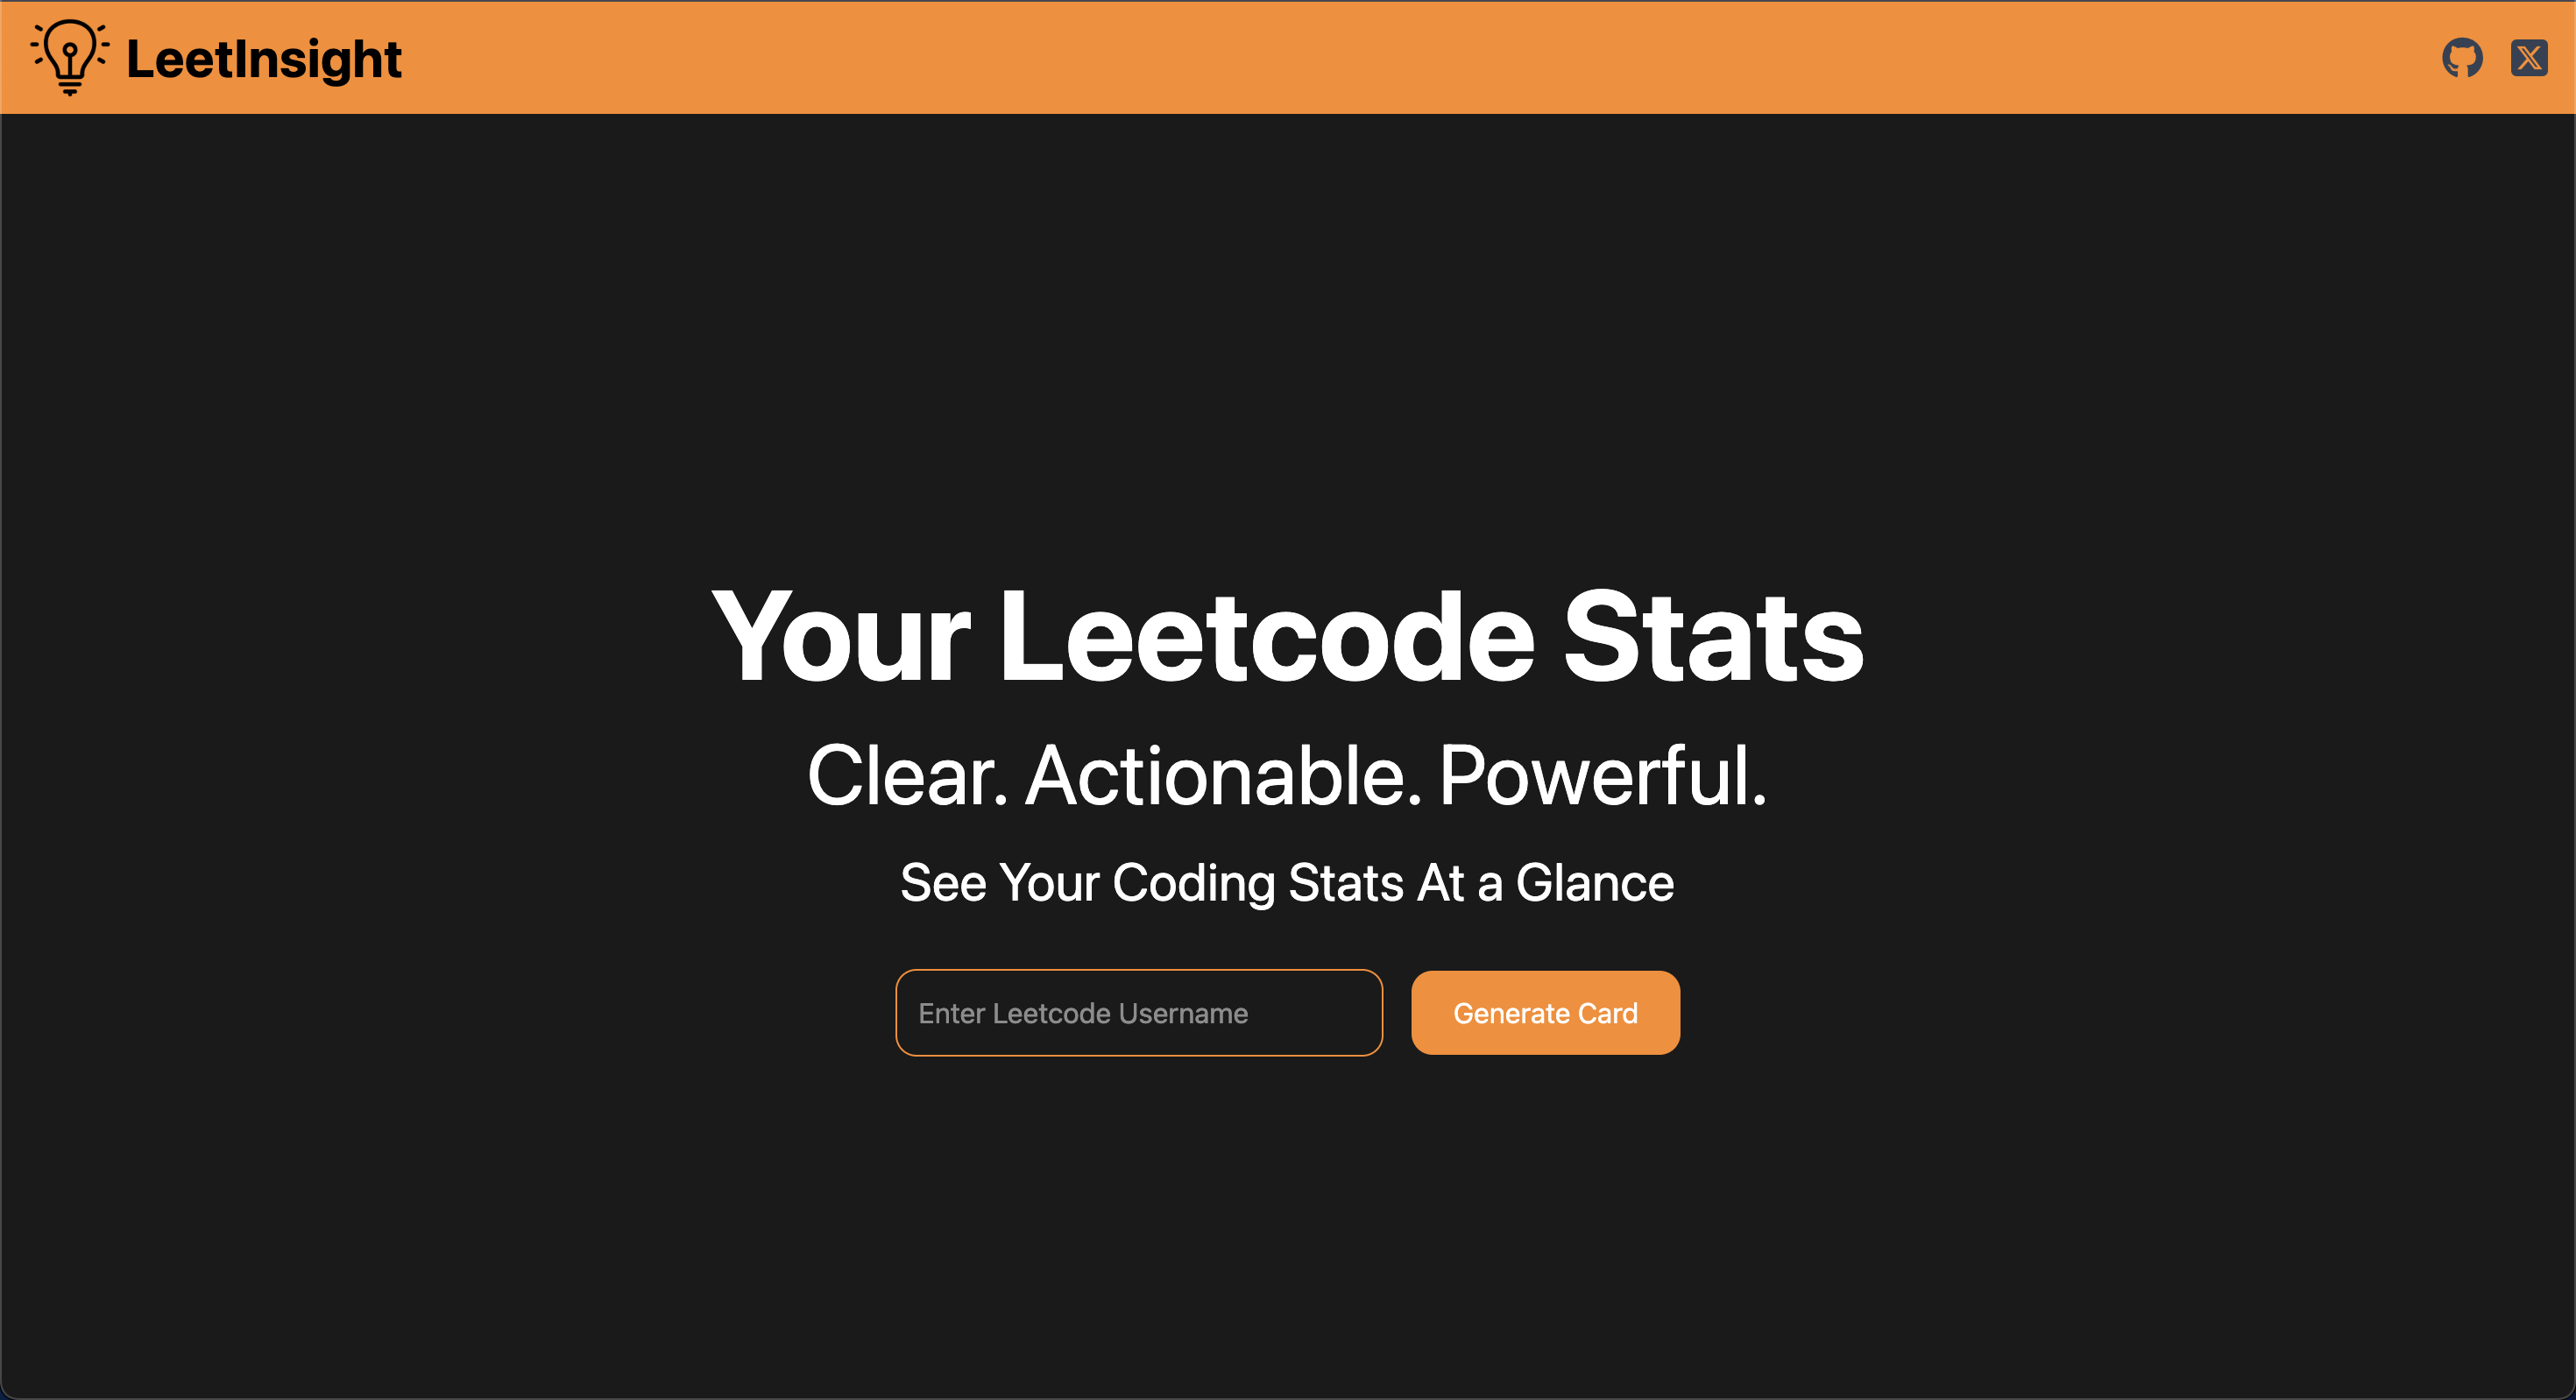 LeetInsight
Your Leetcode Stats
Clear. Actionable. Powerful.
See Your Coding Stats At a Glance
Enter Leetcode Username
Generate Card